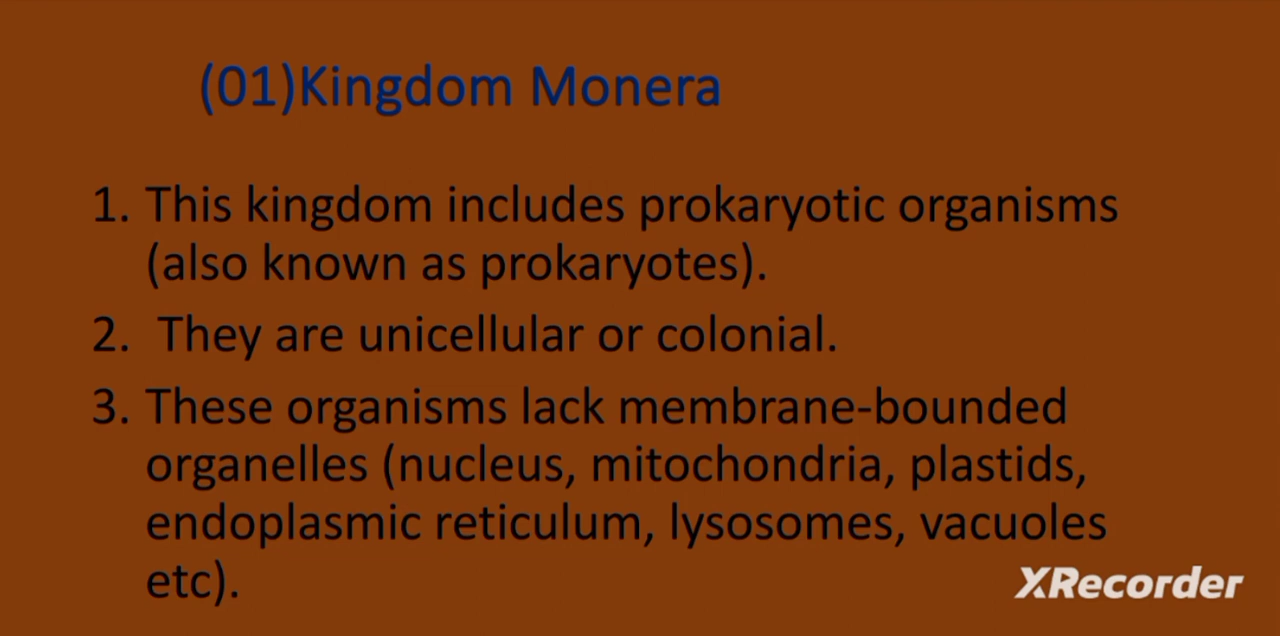 (01)Kingdom Monera
1. This kingdom includes prokaryotic organisms
(also known as prokaryotes).
2. They are unicellular or colonial.
3. These organisms lack membrane-bounded
organelles (nucleus, mitochondria, plastids,
endoplasmic reticulum, lysosomes, vacuoles
etc).
XRecorder